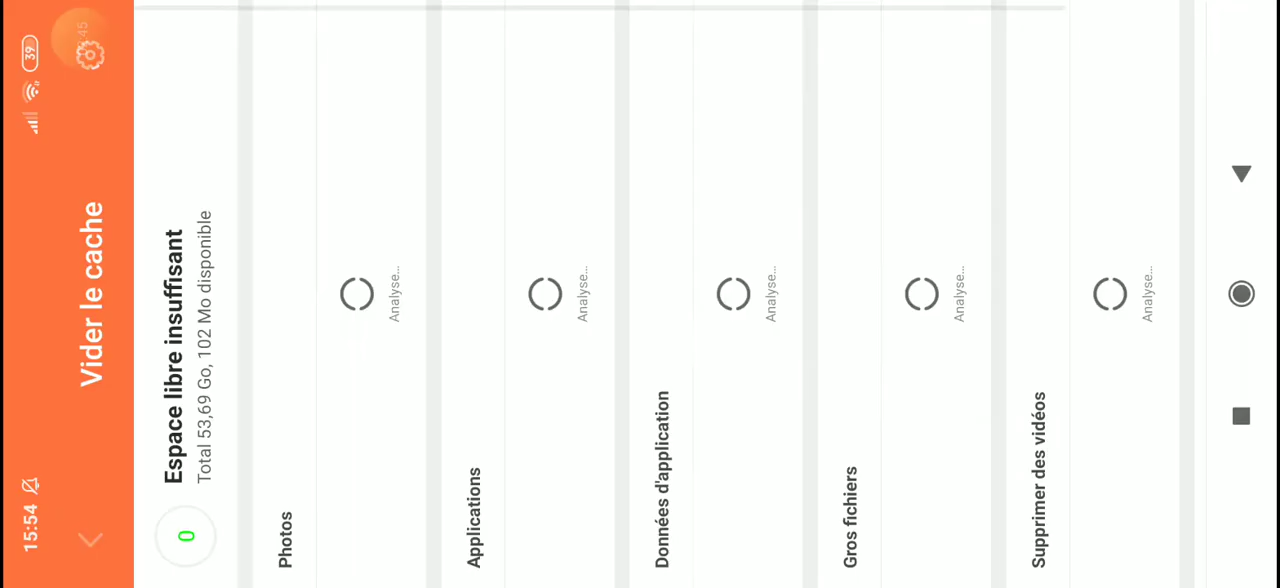 15:54
39
Vider le cache
0
Espace libre insuffisant
Total 53,69 Go, 102 Mo disponible
Photos
Analyse...
Applications
Analyse...
Données d'application
Analyse...
Gros fichiers
Analyse...
Supprimer des vidéos
Analyse...